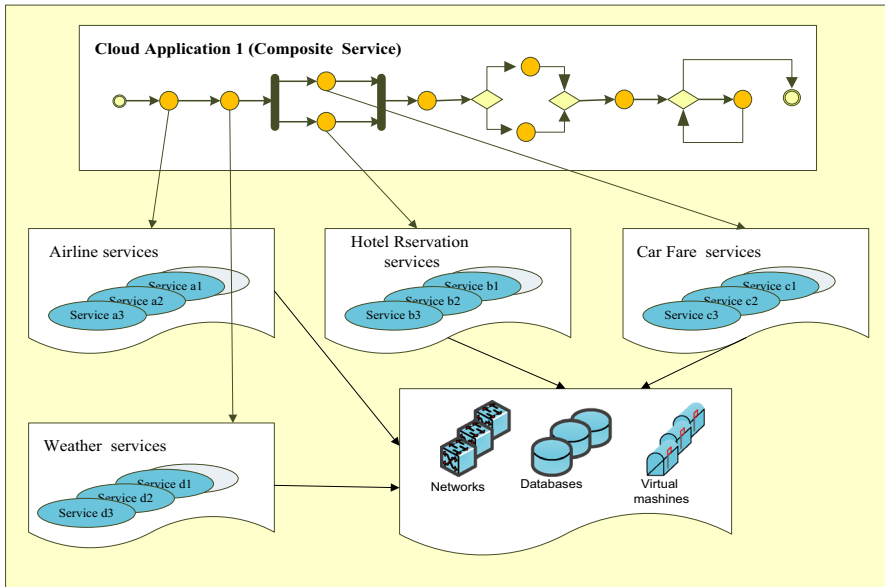 Cloud Application 1 (Composite Service)
Airline services
Service a1
Service a2
Service a3
Hotel Rservation
services
Service b1
Service b2
Service b3
Car Fare services
Service c1
Service c2
Service c3
Weather services
Service d1
Service d2
Service d3
Networks
Databases
Virtual
mashines